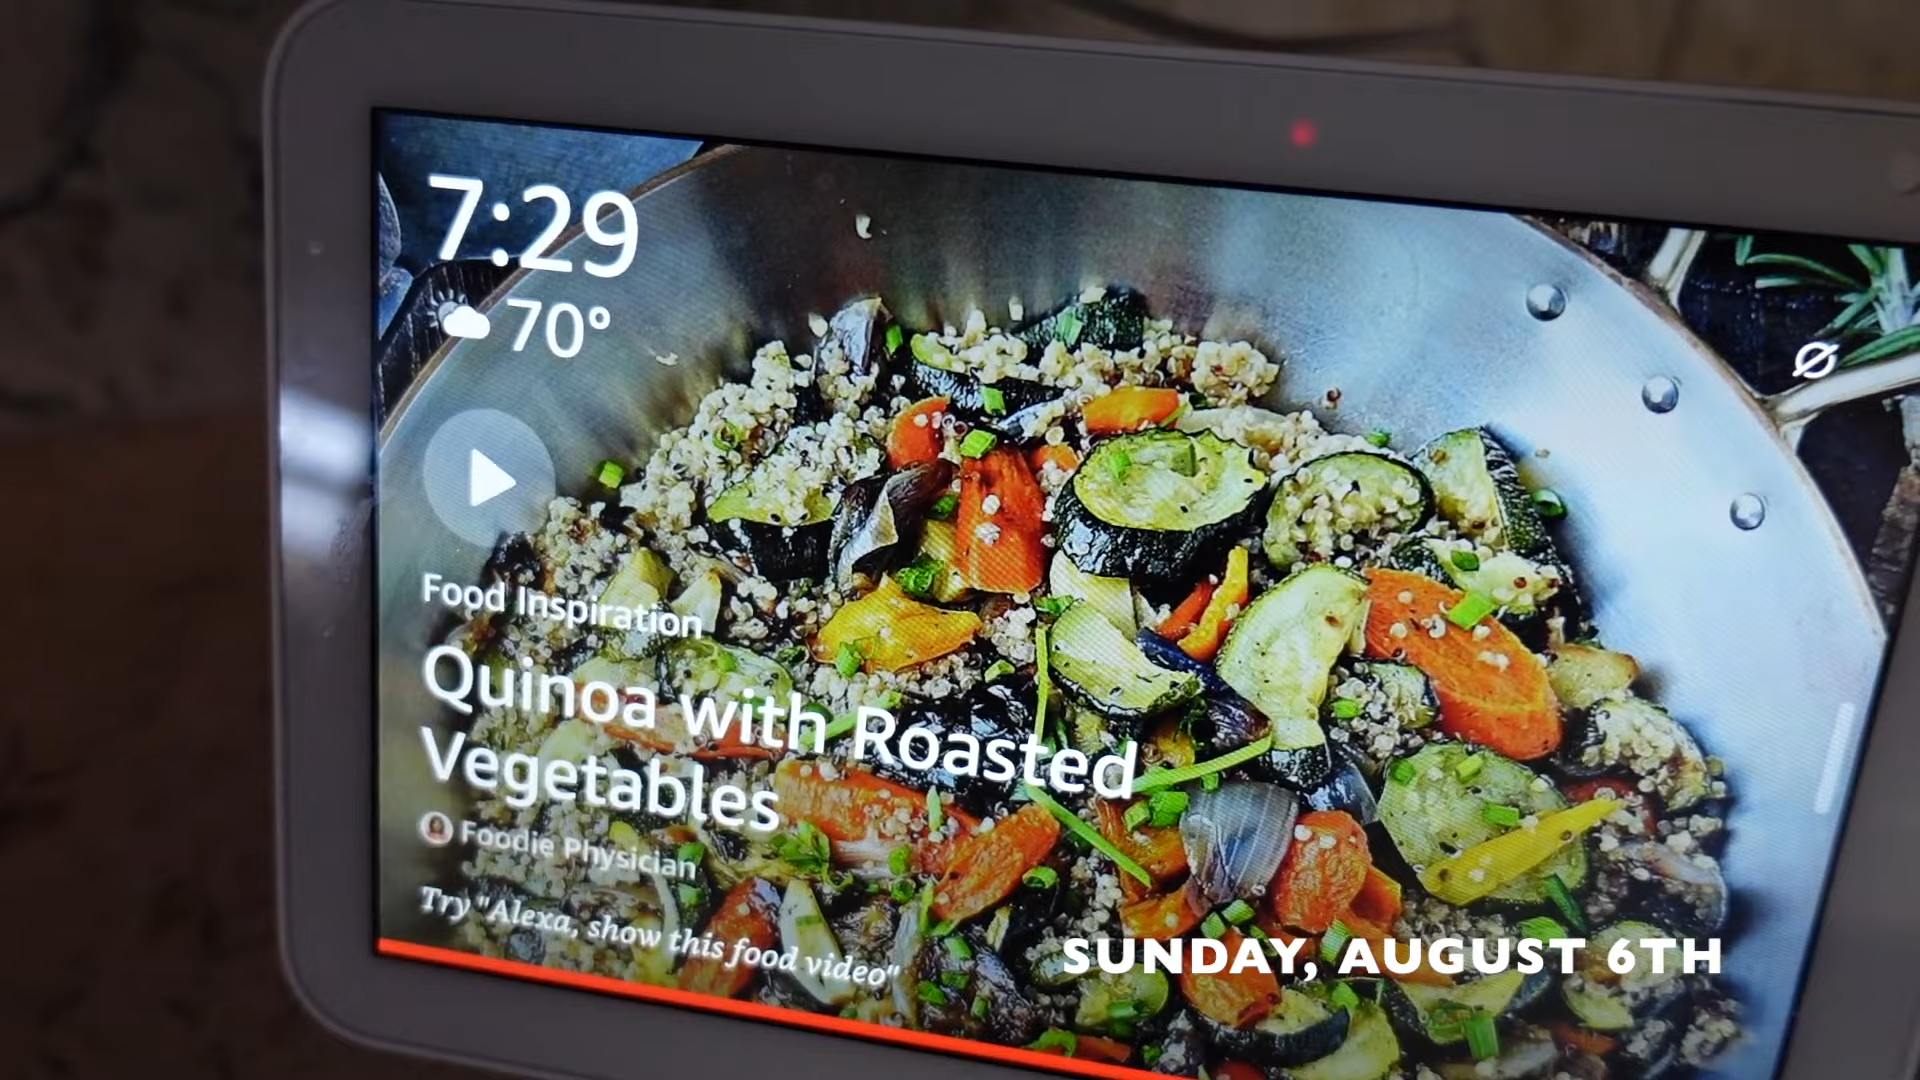 7:29
70°
Food Inspiration
Quinoa with Roasted
Vegetables
Foodie Physician
Try "Alexa, show this food video"
SUNDAY, AUGUST 6TH